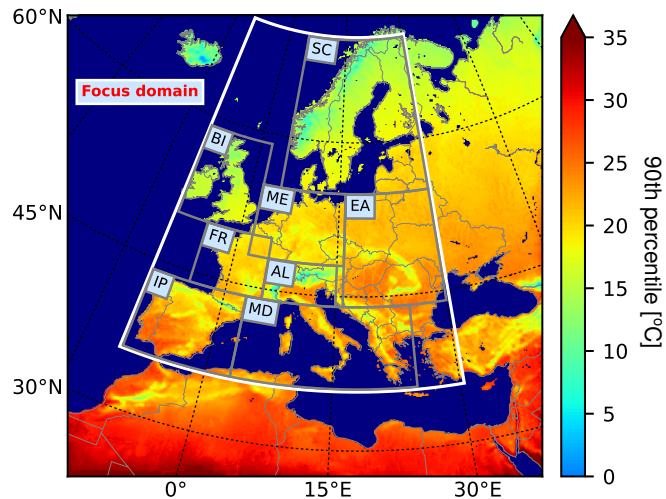 60°N
45°N
30°N
Focus domain
SC
BI
ME
EA
FR
AL
IP
MD
0°
15°E
30°E
35
30
25
20
15
10
5
0
90th percentile [°C]